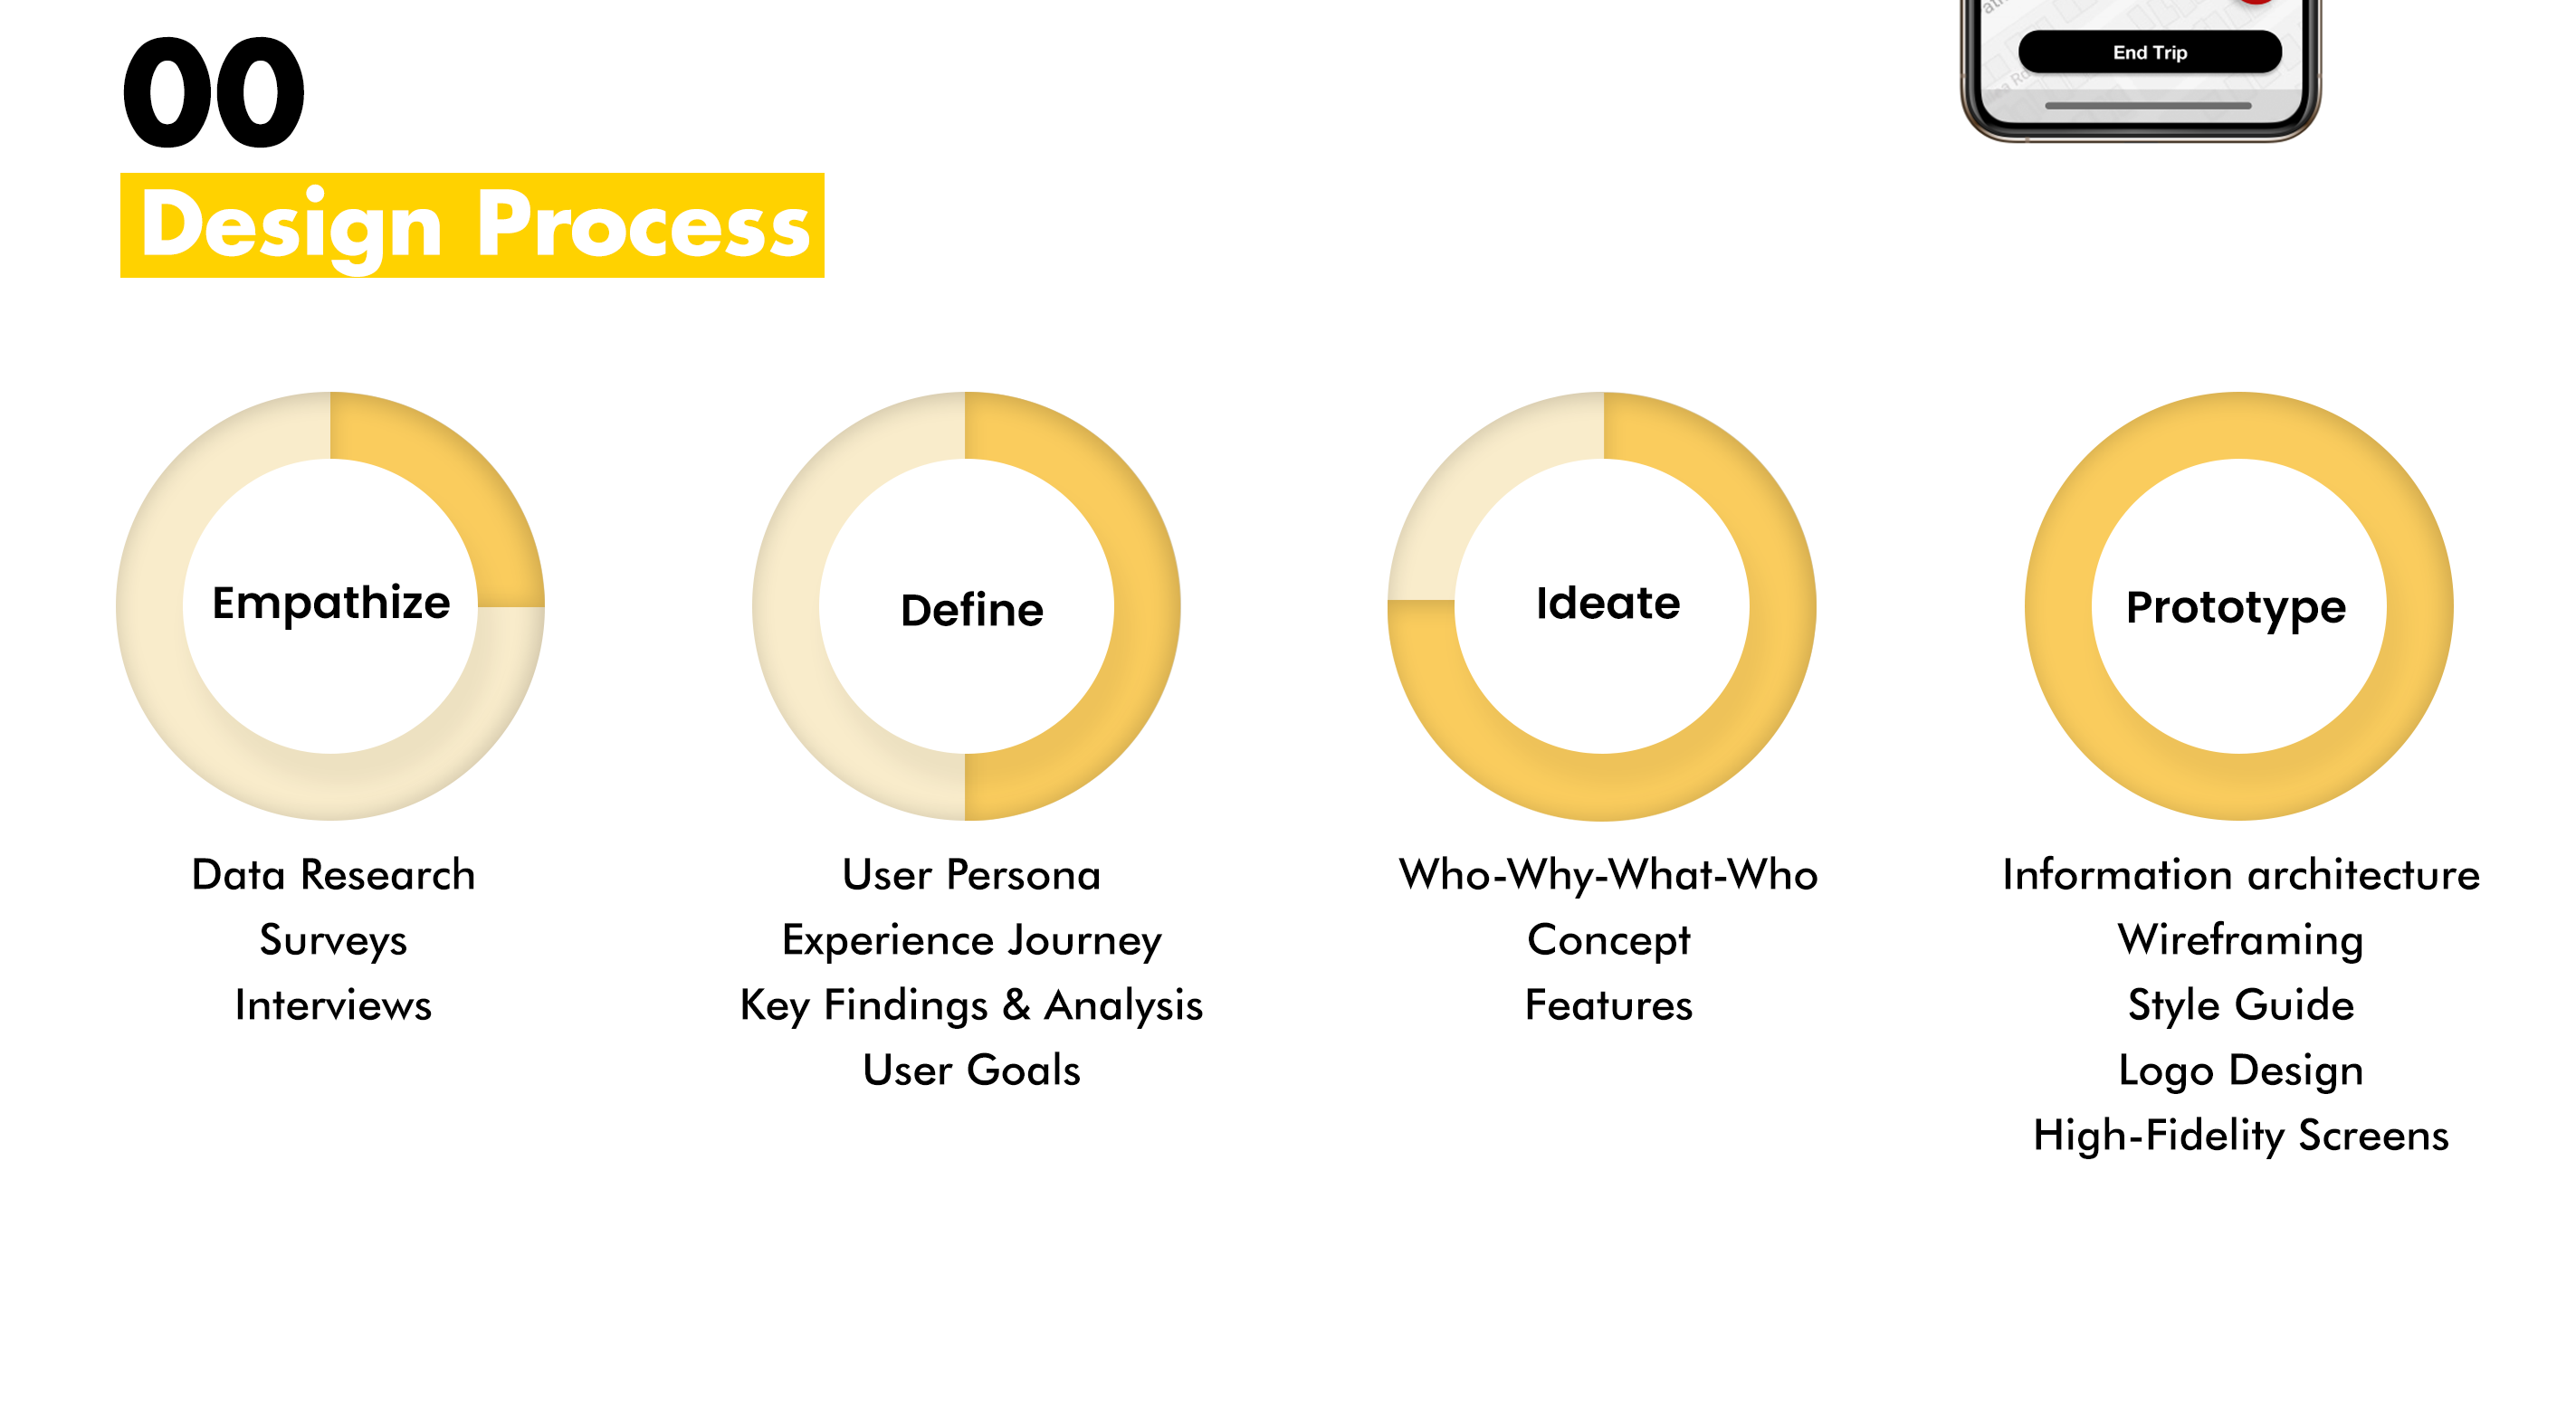 End Trip
00
Design Process
Empathize
Data Research
Surveys
Interviews
Define
User Persona
Experience Journey
Key Findings & Analysis
User Goals
Ideate
Who-Why-What-Who
Concept
Features
Prototype
Information architecture
Wireframing
Style Guide
Logo Design
High-Fidelity Screens